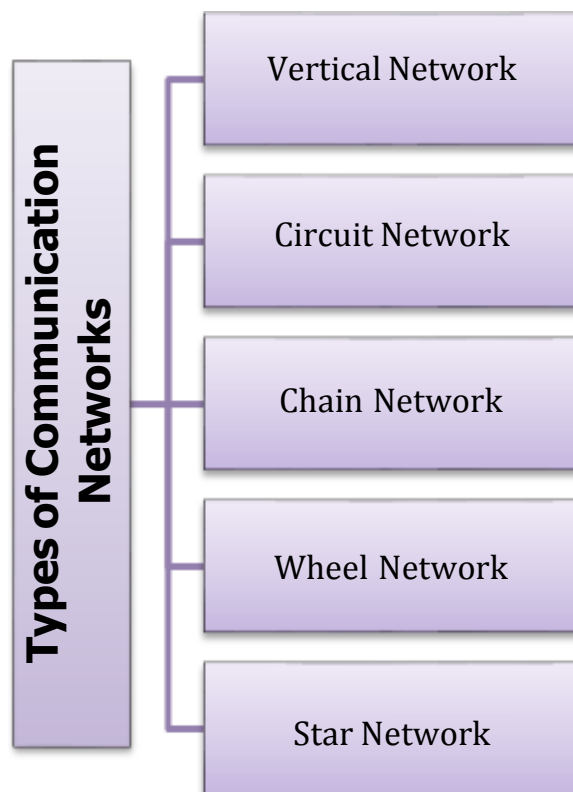 Types of Communication
Networks
Vertical Network
Circuit Network
Chain Network
Wheel Network
Star Network